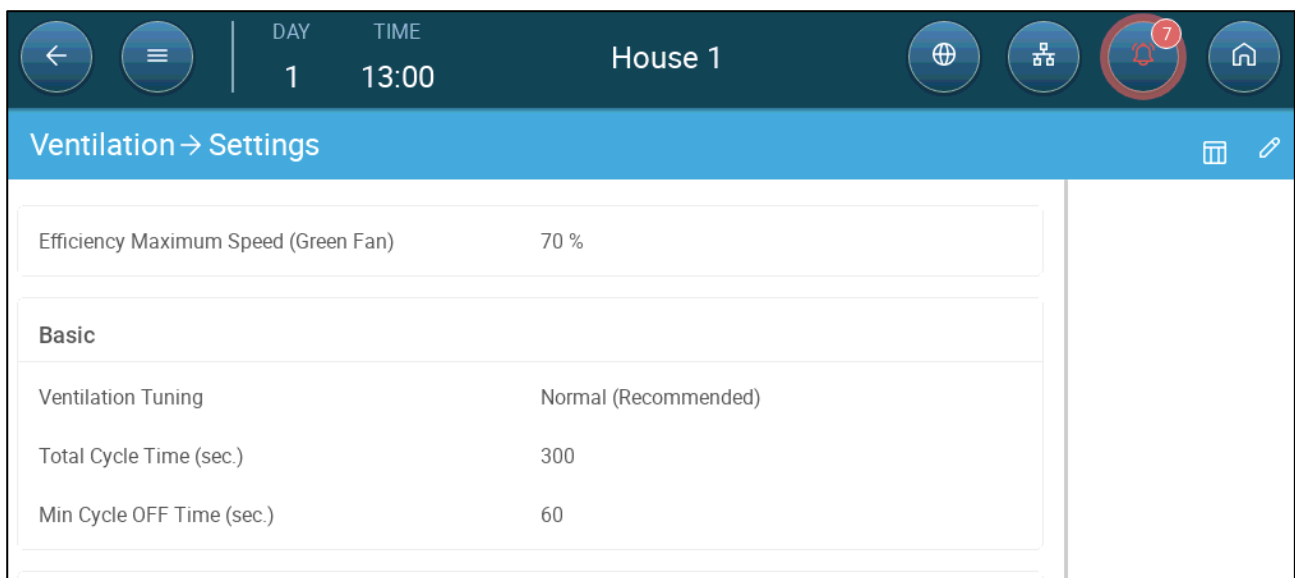 DAY TIME
1 13:00
House 1
7
Ventilation → Settings
Efficiency Maximum Speed (Green Fan) 70 %
Basic
Ventilation Tuning Normal (Recommended)
Total Cycle Time (sec.) 300
Min Cycle OFF Time (sec.) 60